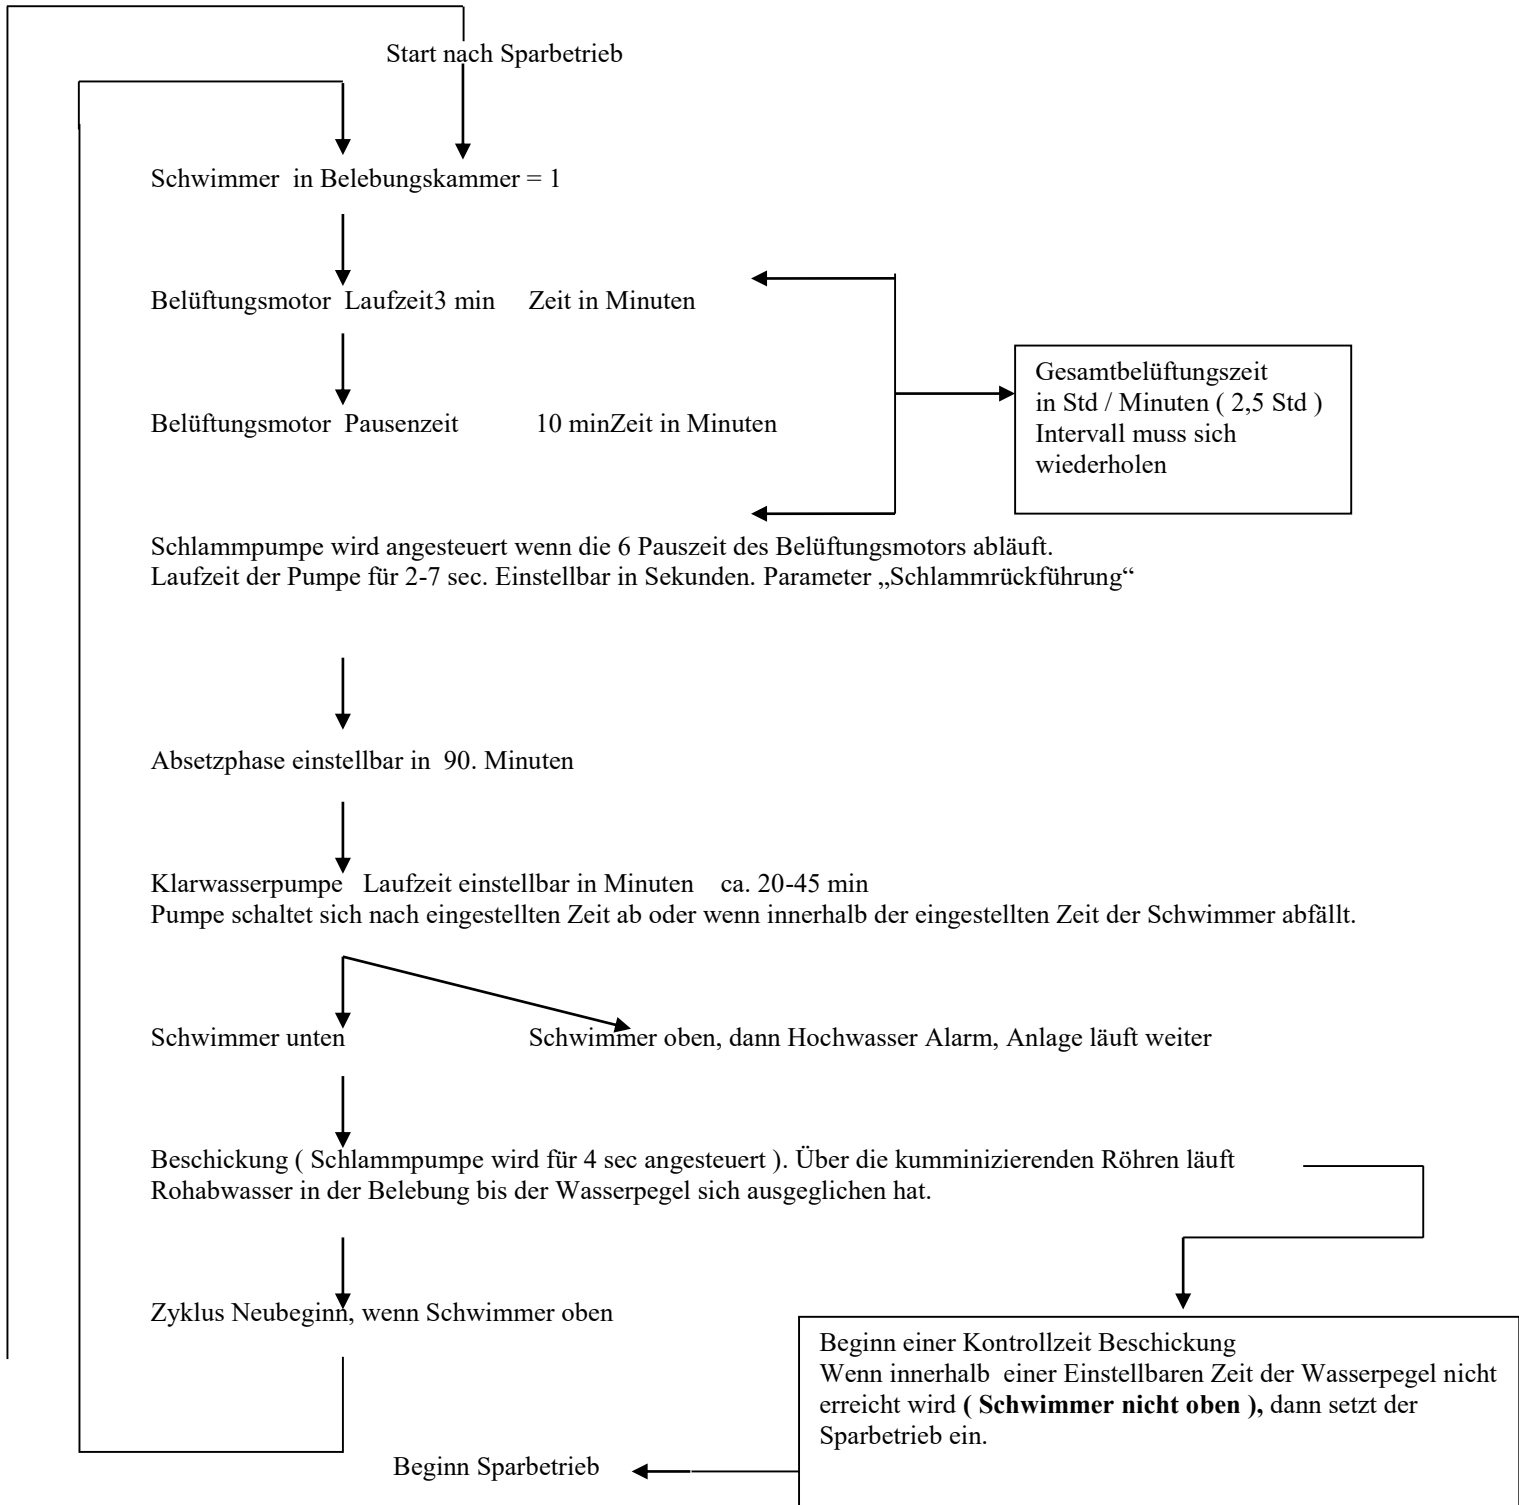 Start nach Sparbetrieb
Schwimmer in Belebungskammer = 1
Belüftungsmotor Laufzeit3 min Zeit in Minuten
Gesamtbelüftungszeit
in Std / Minuten ( 2,5 Std )
Intervall muss sich
wiederholen
Belüftungsmotor Pausenzeit 10 minZeit in Minuten
Schlammpumpe wird angesteuert wenn die 6 Pauszeit des Belüftungsmotors abläuft.
Laufzeit der Pumpe für 2-7 sec. Einstellbar in Sekunden. Parameter „Schlammrückführung“
Absetzphase einstellbar in 90. Minuten
Klarwasserpumpe Laufzeit einstellbar in Minuten ca. 20-45 min
Pumpe schaltet sich nach eingestellten Zeit ab oder wenn innerhalb der eingestellten Zeit der Schwimmer abfällt.
Schwimmer unten Schwimmer oben, dann Hochwasser Alarm, Anlage läuft weiter
Beschickung ( Schlammpumpe wird für 4 sec angesteuert ). Über die kumminizierenden Röhren läuft
Rohabwasser in der Belebung bis der Wasserpegel sich ausgeglichen hat.
Zyklus Neubeginn, wenn Schwimmer oben
Beginn einer Kontrollzeit Beschickung
Wenn innerhalb einer Einstellbaren Zeit der Wasserpegel nicht
erreicht wird ( Schwimmer nicht oben ), dann setzt der
Sparbetrieb ein.
Beginn Sparbetrieb